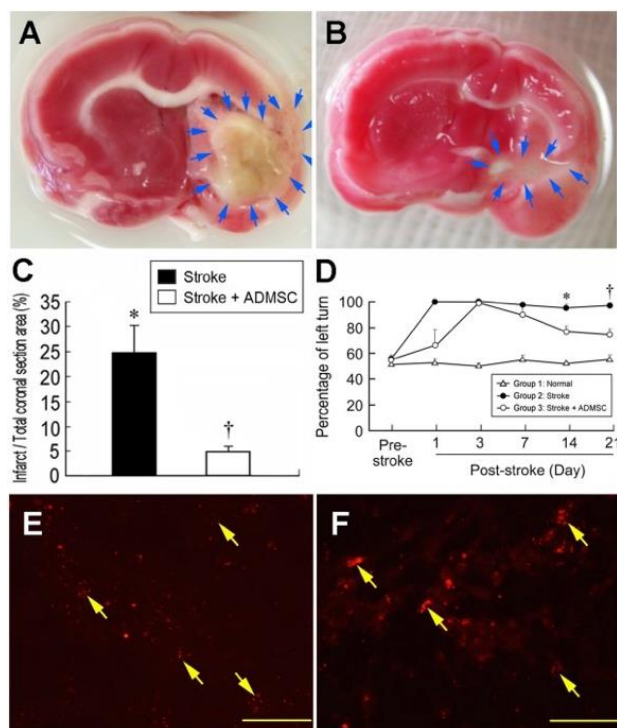 A
B
C
Stroke
Stroke + ADMSC
Infarct / Total coronal section area (%)
35
30
25
20
15
10
5
0
*
†
D
Percentage of left turn
100
80
60
40
0
*
†
Group 1: Normal
Group 2: Stroke
Group 3: Stroke + ADMSC
Pre-
stroke
1
3
7
14
21
Post-stroke (Day)
E
F